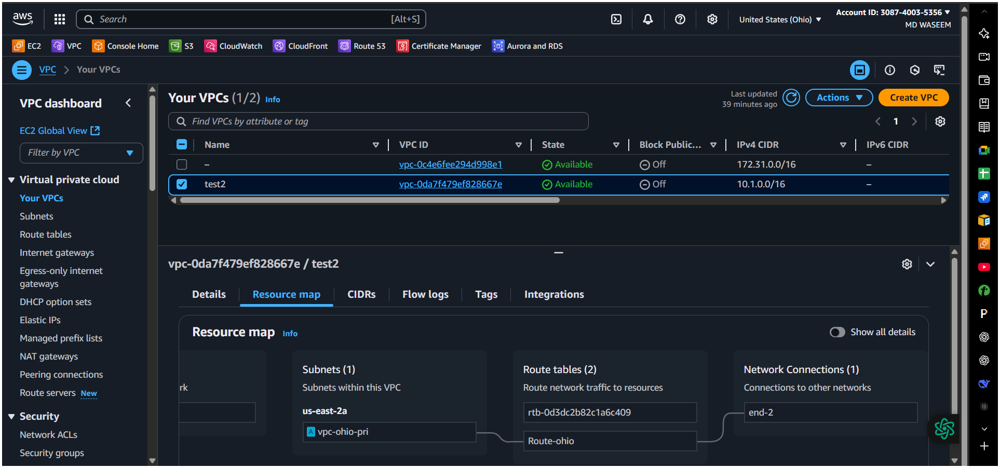 aws
Search
[Alt+S]
United States (Ohio)
Account ID: 3087-4003-5356
MD WASEEM
EC2
VPC
Console Home
S3
CloudWatch
CloudFront
Route 53
Certificate Manager
Aurora and RDS
VPC
Your VPCs
VPC dashboard
EC2 Global View
Filter by VPC
Virtual private cloud
Your VPCs
Subnets
Route tables
Internet gateways
Egress-only internet
gateways
DHCP option sets
Elastic IPs
Managed prefix lists
NAT gateways
Peering connections
Route servers New
Security
Network ACLs
Security groups
Your VPCs (1/2) Info
Last updated
39 minutes ago
Actions
Create VPC
Find VPCs by attribute or tag
1
Name
VPC ID
State
Block Public...
IPv4 CIDR
IPv6 CIDR
–
vpc-0c4e6fee294d998e1
Available
Off
172.31.0.0/16
–
test2
vpc-0da7f479ef828667e
Available
Off
10.1.0.0/16
–
vpc-0da7f479ef828667e / test2
Details
Resource map
CIDRs
Flow logs
Tags
Integrations
Resource map Info
Show all details
rk
Subnets (1)
Subnets within this VPC
us-east-2a
A vpc-ohio-pri
Route tables (2)
Route network traffic to resources
rtb-0d3dc2b82c1a6c409
Route-ohio
Network Connections (1)
Connections to other networks
end-2
P